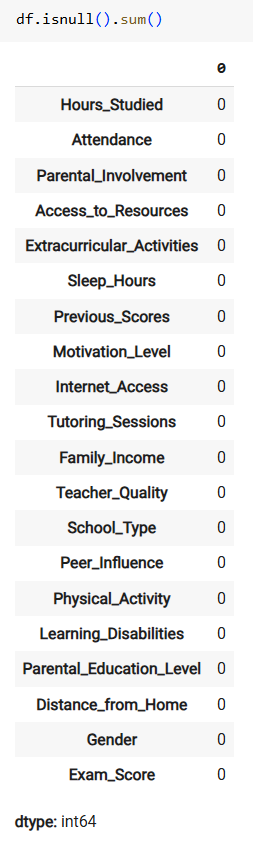 df.isnull().sum()
0
Hours_Studied 0
Attendance 0
Parental_Involvement 0
Access_to_Resources 0
Extracurricular_Activities 0
Sleep_Hours 0
Previous_Scores 0
Motivation_Level 0
Internet_Access 0
Tutoring_Sessions 0
Family_Income 0
Teacher_Quality 0
School_Type 0
Peer_Influence 0
Physical_Activity 0
Learning_Disabilities 0
Parental_Education_Level 0
Distance_from_Home 0
Gender 0
Exam_Score 0
dtype: int64